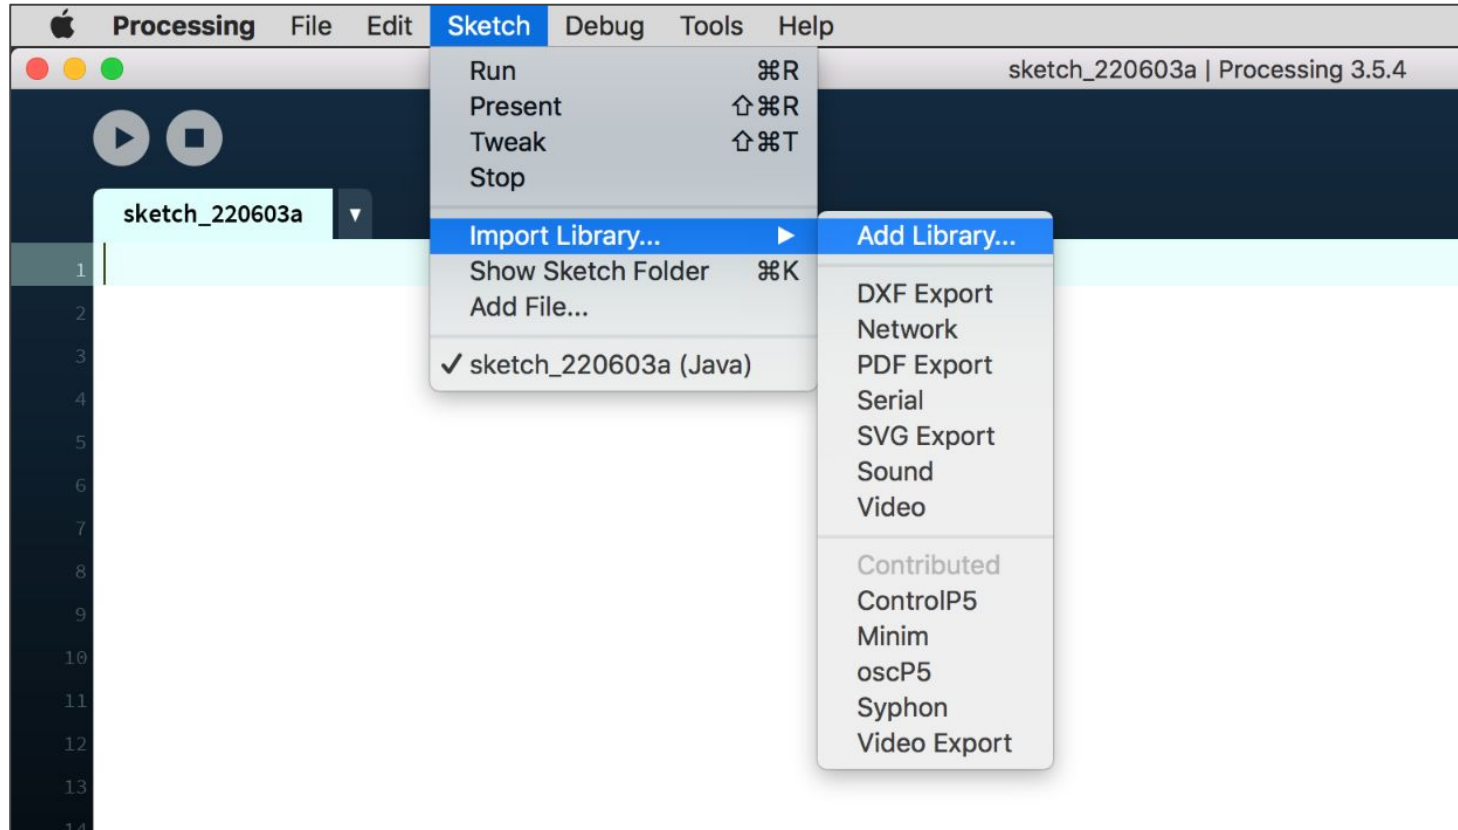 Processing File Edit Sketch Debug Tools Help
sketch_220603a | Processing 3.5.4
Run ⌘R
Present ⇧⌘R
Tweak ⇧⌘T
Stop
sketch_220603a
Import Library...
Show Sketch Folder ⌘K
Add File...
✓ sketch_220603a (Java)
Add Library...
DXF Export
Network
PDF Export
Serial
SVG Export
Sound
Video
Contributed
ControlP5
Minim
oscP5
Syphon
Video Export
1
2
3
4
5
6
7
8
9
10
11
12
13
14